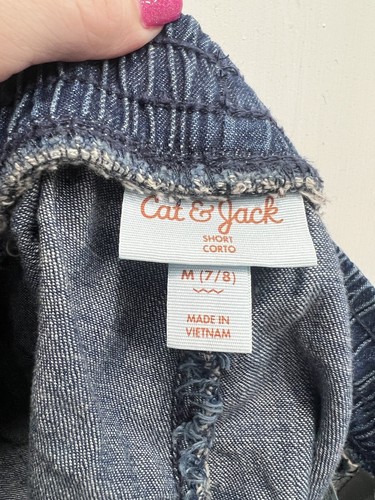 Cat & Jack
SHORT
CORTO
M (7/8)
MADE IN
VIETNAM